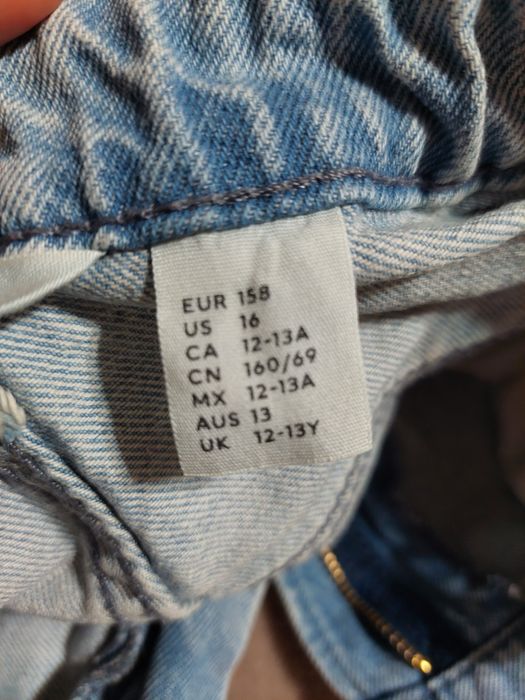 EUR 158
US 16
CA 12-13A
CN 160/69
MX 12-13A
AUS 13
UK 12-13Y